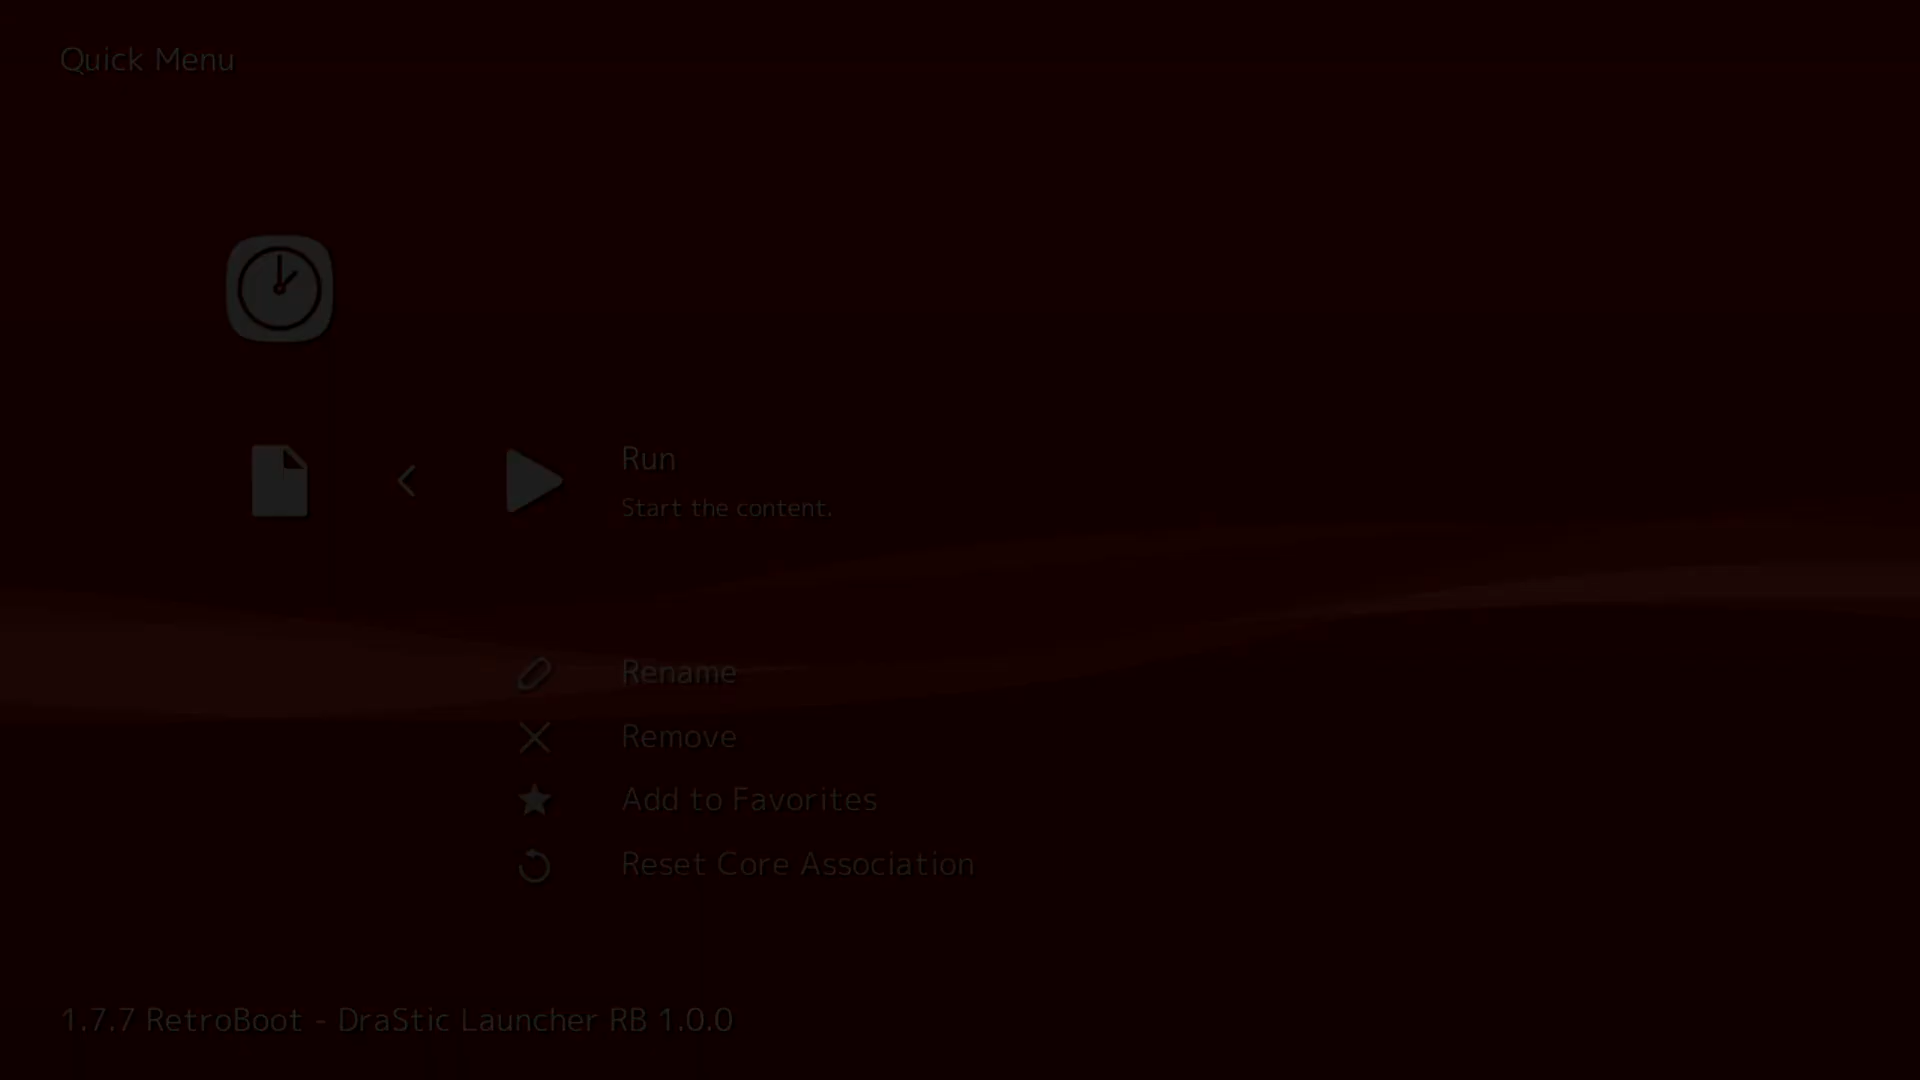 Quick Menu
Run
Start the content.
Rename
Remove
Add to Favorites
Reset Core Association
1.7.7 RetroBoot - DraStic Launcher RB 1.0.0